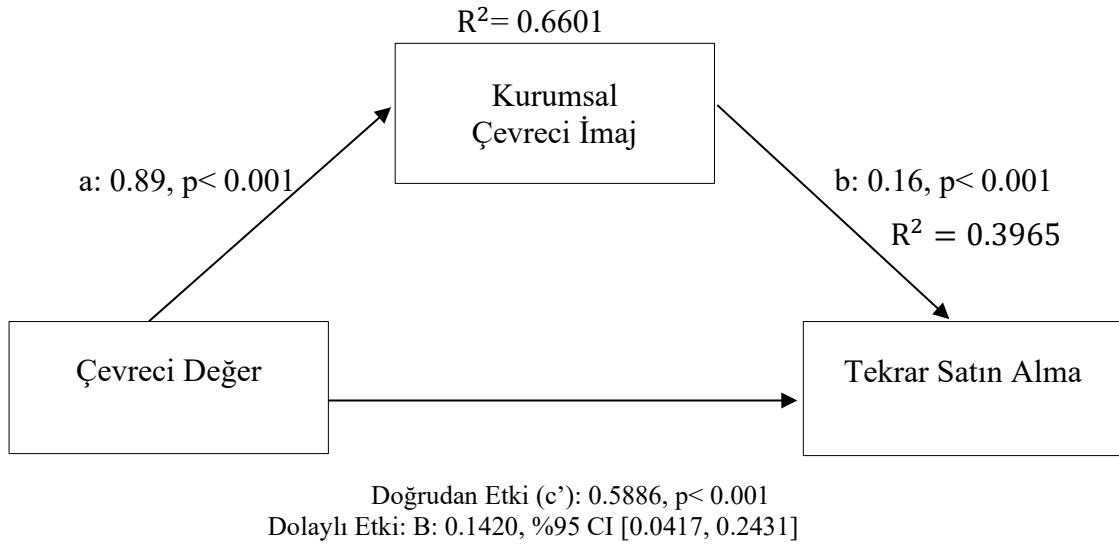 R²= 0.6601
Kurumsal
Çevreci İmaj
a: 0.89, p< 0.001
b: 0.16, p< 0.001
R² = 0.3965
Çevreci Değer
Tekrar Satın Alma
Doğrudan Etki (c’): 0.5886, p< 0.001
Dolaylı Etki: B: 0.1420, %95 CI [0.0417, 0.2431]